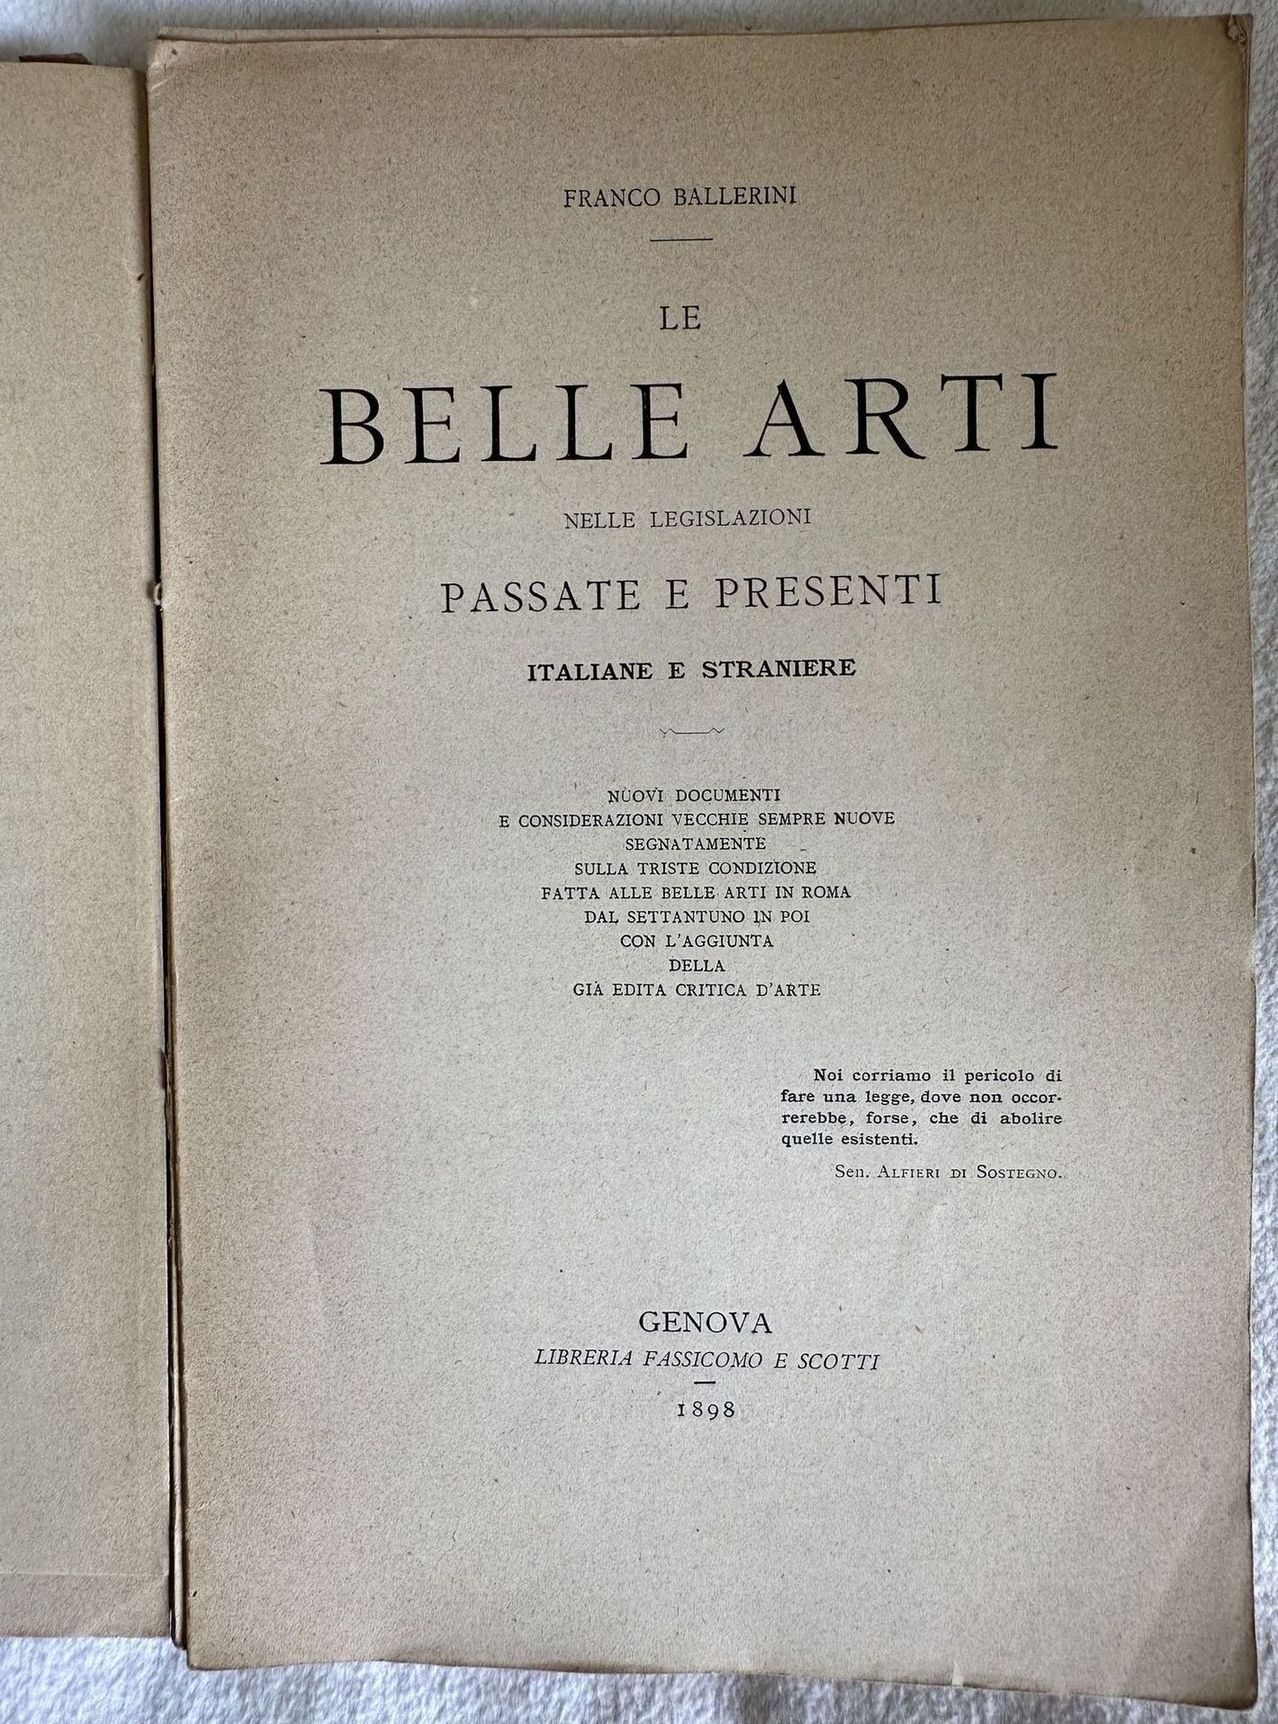 FRANCO BALLERINI
LE
BELLE ARTI
NELLE LEGISLAZIONI
PASSATE E PRESENTI
ITALIANE E STRANIERE
NUOVI DOCUMENTI
E CONSIDERAZIONI VECCHIE SEMPRE NUOVE
SEGNATAMENTE
SULLA TRISTE CONDIZIONE
FATTA ALLE BELLE ARTI IN ROMA
DAL SETTANTUNO IN POI
CON L'AGGIUNTA
DELLA
GIÀ EDITA CRITICA D'ARTE
Noi corriamo il pericolo di
fare una legge, dove non occor-
rerebbe, forse, che di abolire
quelle esistenti.
Sen. ALFIERI DI SOSTEGNO.
GENOVA
LIBRERIA FASSICOMO E SCOTTI
1898